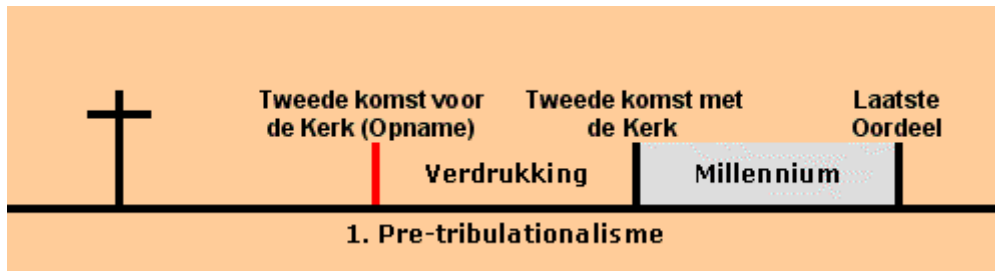 Tweede komst voor
de Kerk (Opname)
Tweede komst met
de Kerk
Laatste
Oordeel
Verdrukking
Millennium
1. Pre-tribulationalisme